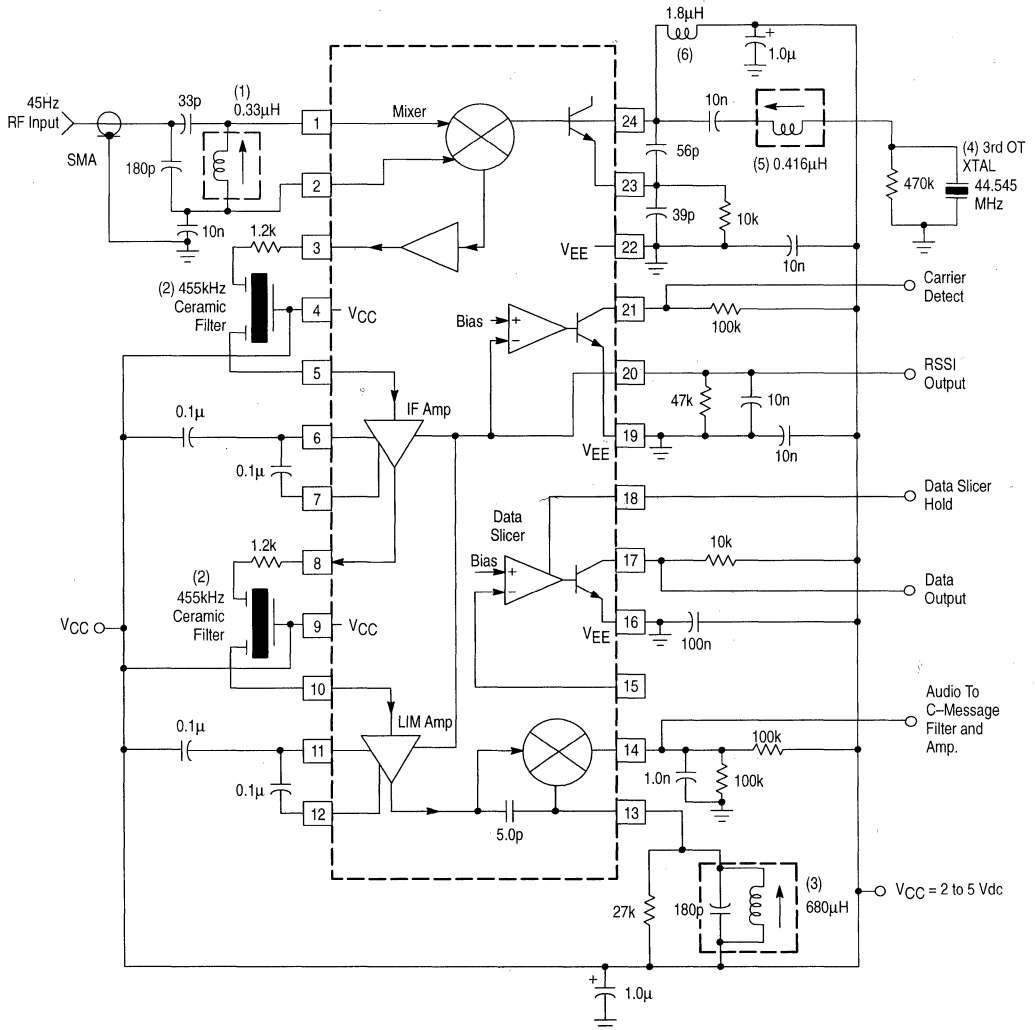 1.8μH
(6)
+
1.0μ
45Hz
RF Input
SMA
33p
(1)
0.33μH
180p
10n
1
2
Mixer
24
23
56p
39p
10k
10n
(5) 0.416μH
470k
(4) 3rd OT
XTAL
44.545
MHz
1.2k
3
VEE
22
10n
(2) 455kHz
Ceramic
Filter
4
VCC
Bias
+
−
21
100k
Carrier
Detect
5
IF Amp
20
47k
10n
RSSI
Output
0.1μ
6
0.1μ
7
VEE
19
10n
18
Data Slicer
Hold
Data
Slicer
1.2k
8
Bias
+
−
17
10k
Data
Output
(2)
455kHz
Ceramic
Filter
VCC
9
VCC
VEE
16
100n
10
15
LIM Amp
0.1μ
11
0.1μ
12
14
100k
1.0n
100k
Audio To
C–Message
Filter and
Amp.
5.0p
13
27k
180p
(3)
680μH
VCC = 2 to 5 Vdc
+
1.0μ